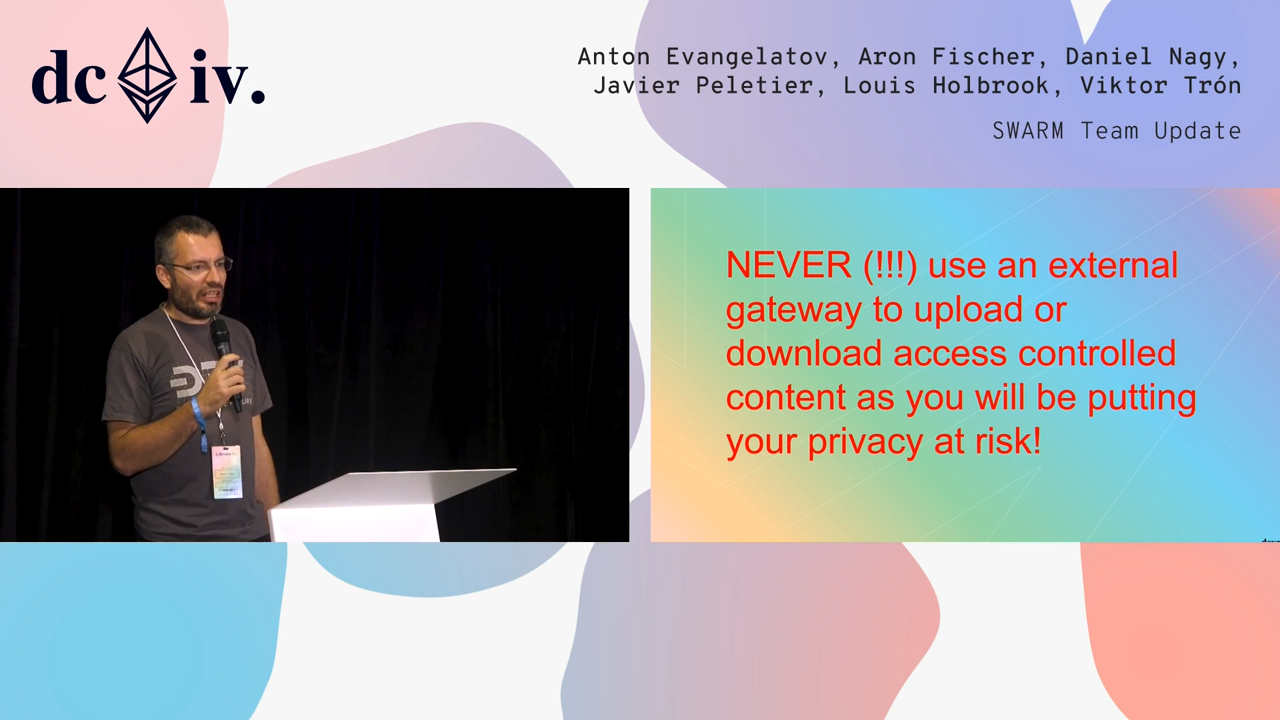 dc iv.
Anton Evangelatov, Aron Fischer, Daniel Nagy,
Javier Peletier, Louis Holbrook, Viktor Trón
SWARM Team Update
NEVER (!!!) use an external
gateway to upload or
download access controlled
content as you will be putting
your privacy at risk!